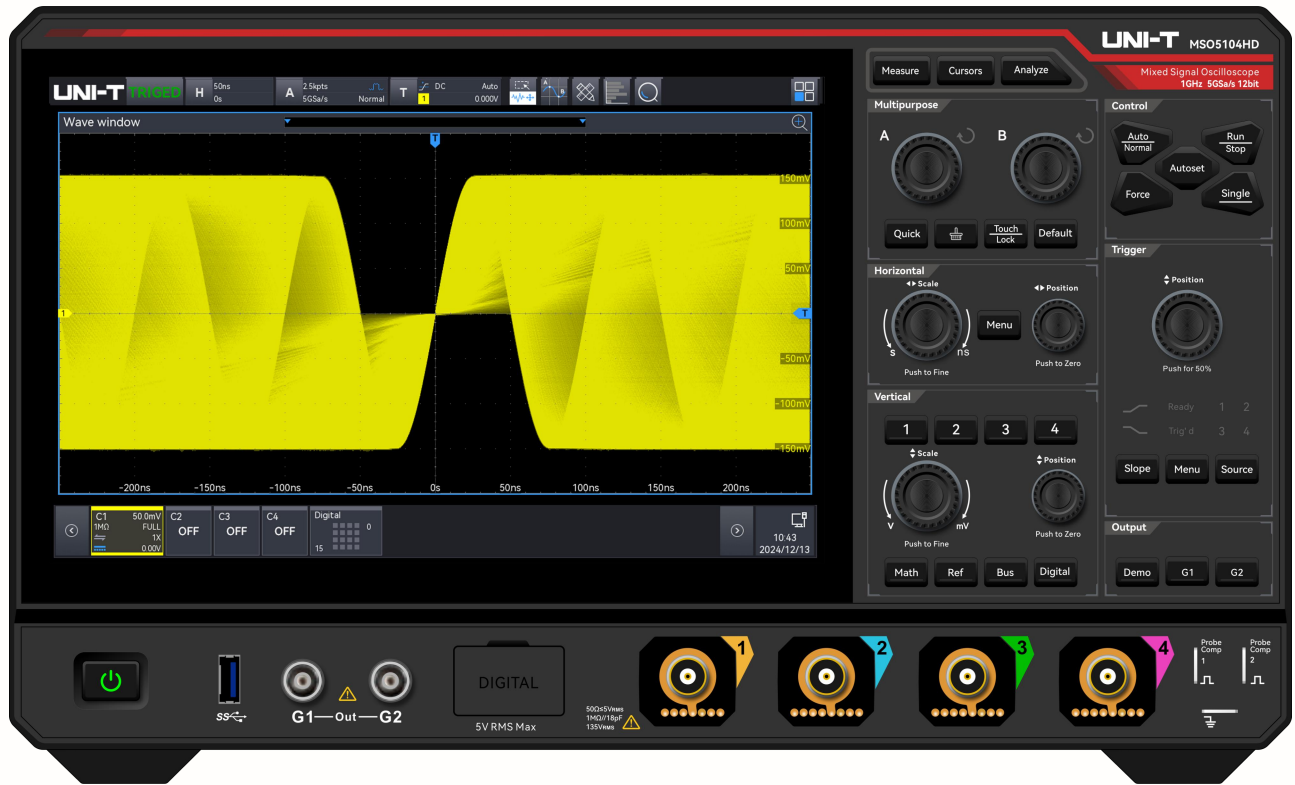 UNI-T MSO5104HD
Mixed Signal Oscilloscope
1GHz 5GSa/s 12bit
Measure Cursors Analyze
UNI-T TRIGED H 50ns 0s A 2.5kpts 5GSa/s Normal T DC 1 Auto 0.000V
Wave window
T
A B
150mV
100mV
50mV
1 T
-50mV
-100mV
-150mV
-200ns -150ns -100ns -50ns 0s 50ns 100ns 150ns 200ns
C1 50.0mV
1MΩ FULL
1X
0.00V
C2
OFF
C3
OFF
C4
OFF
Digital
0
15
10:43
2024/12/13
Multipurpose
A B
Quick Touch Lock Default
Horizontal
Scale Position
Menu
s ns
Push to Fine Push to Zero
Vertical
1 2 3 4
Scale Position
V mV
Push to Fine Push to Zero
Math Ref Bus Digital
Control
Auto Normal Run Stop
Autoset
Force Single
Trigger
Position
Push for 50%
Ready 1 2
Trig'd 3 4
Slope Menu Source
Output
Demo G1 G2
SS
G1 Out G2
DIGITAL
5V RMS Max
50Ω≤5VRMS
1MΩ//18pF
135VRMS
1 2 3 4
Probe Comp 1
Probe Comp 2